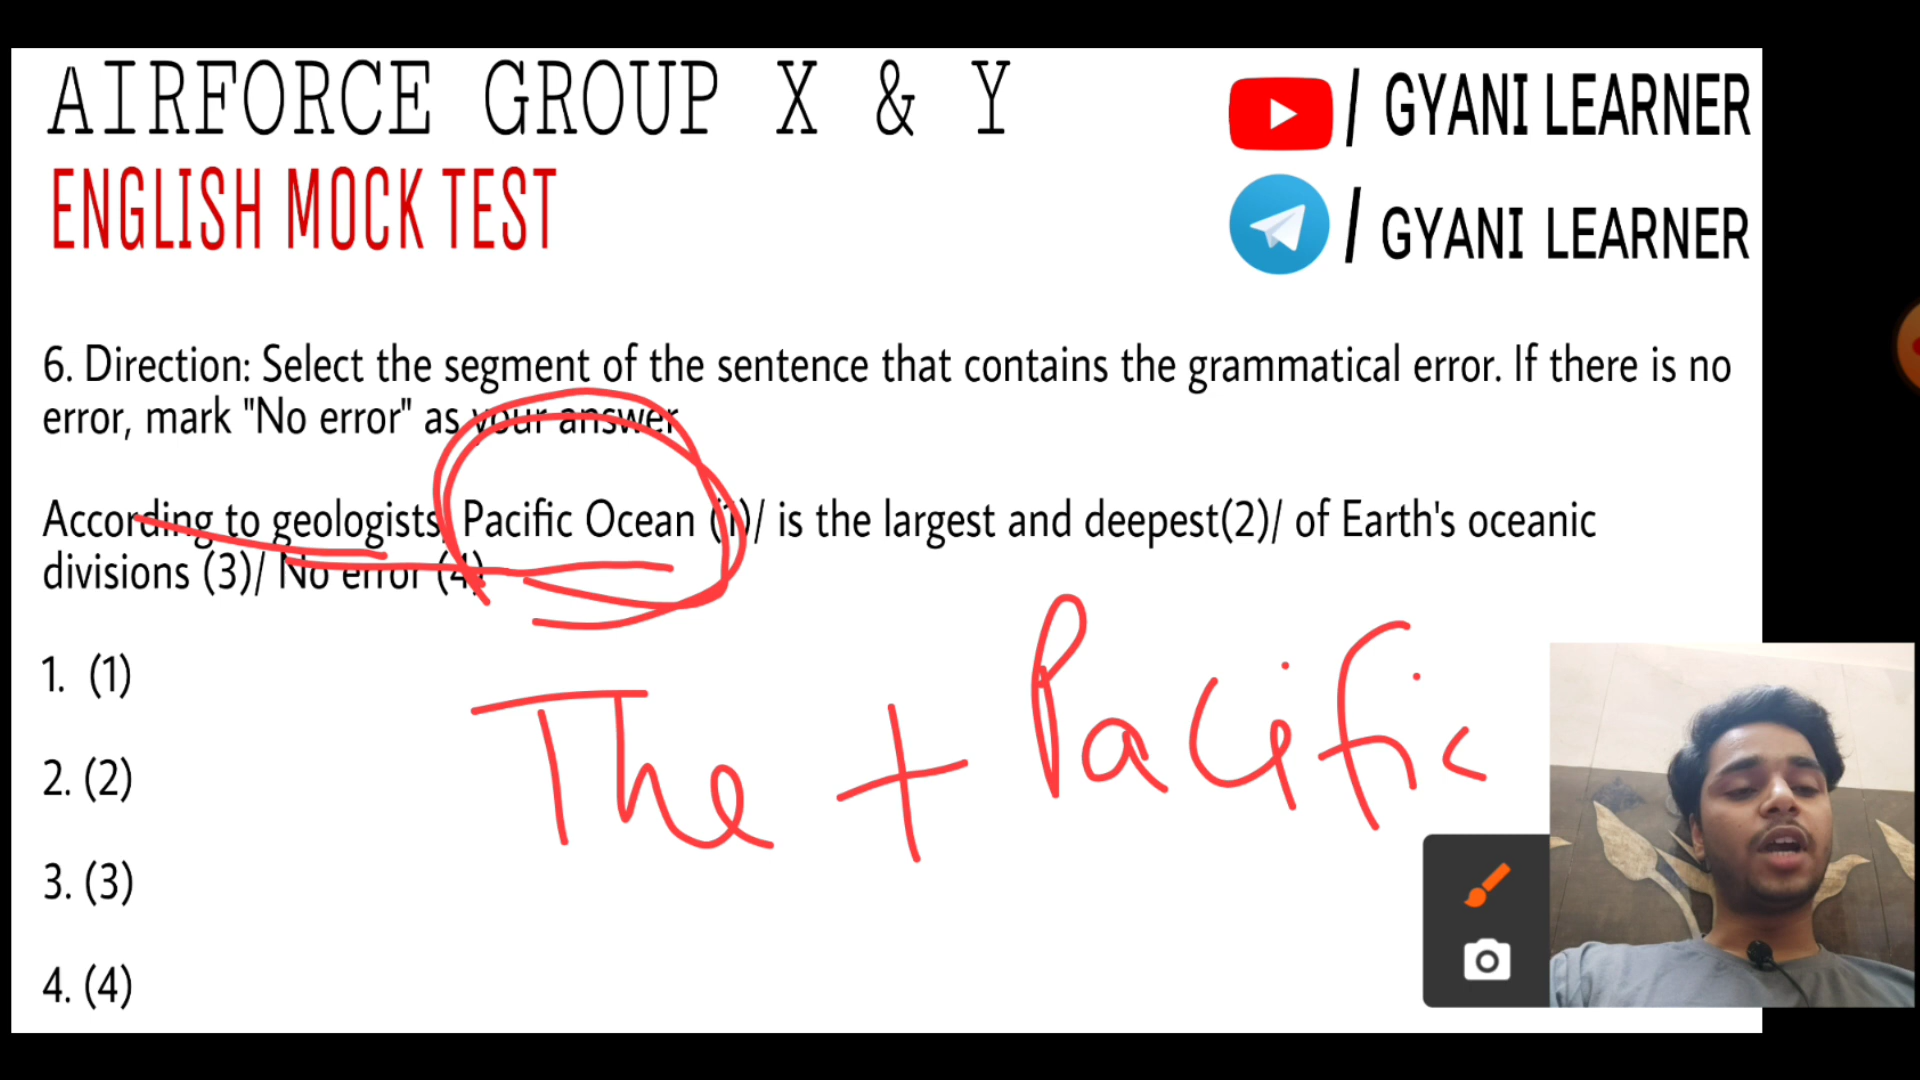 AIRFORCE GROUP X & Y
/ GYANI LEARNER
ENGLISH MOCK TEST
/ GYANI LEARNER
6. Direction: Select the segment of the sentence that contains the grammatical error. If there is no
error, mark "No error" as your answer
According to geologists, Pacific Ocean (1)/ is the largest and deepest(2)/ of Earth's oceanic
divisions (3)/ No error (4)
The + Pacific
1. (1)
2. (2)
3. (3)
4. (4)